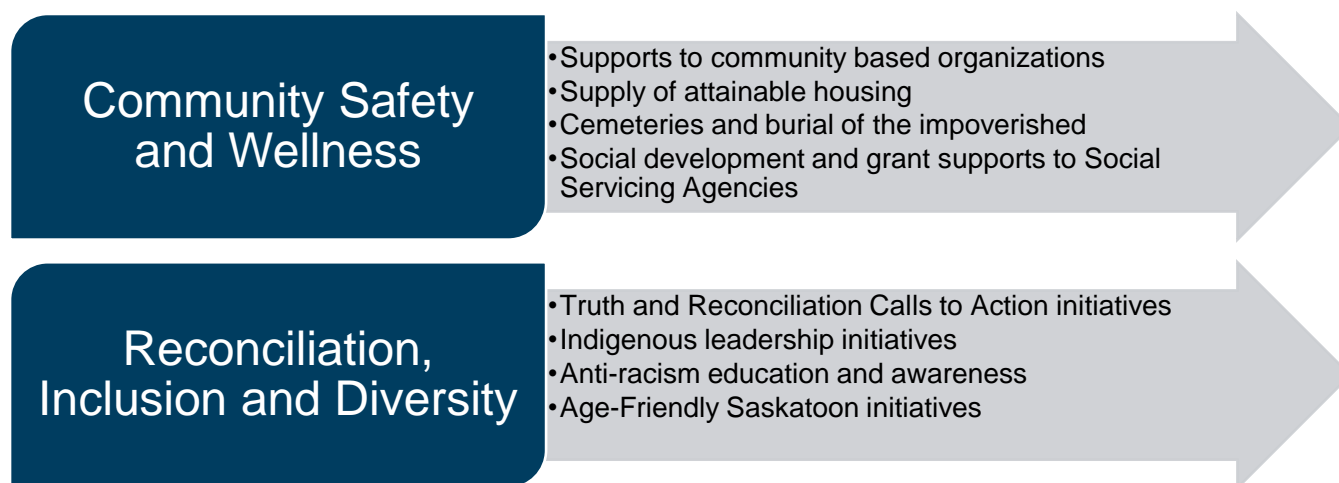 Community Safety
and Wellness
•Supports to community based organizations
•Supply of attainable housing
•Cemeteries and burial of the impoverished
•Social development and grant supports to Social
Servicing Agencies
Reconciliation,
Inclusion and Diversity
•Truth and Reconciliation Calls to Action initiatives
•Indigenous leadership initiatives
•Anti-racism education and awareness
•Age-Friendly Saskatoon initiatives